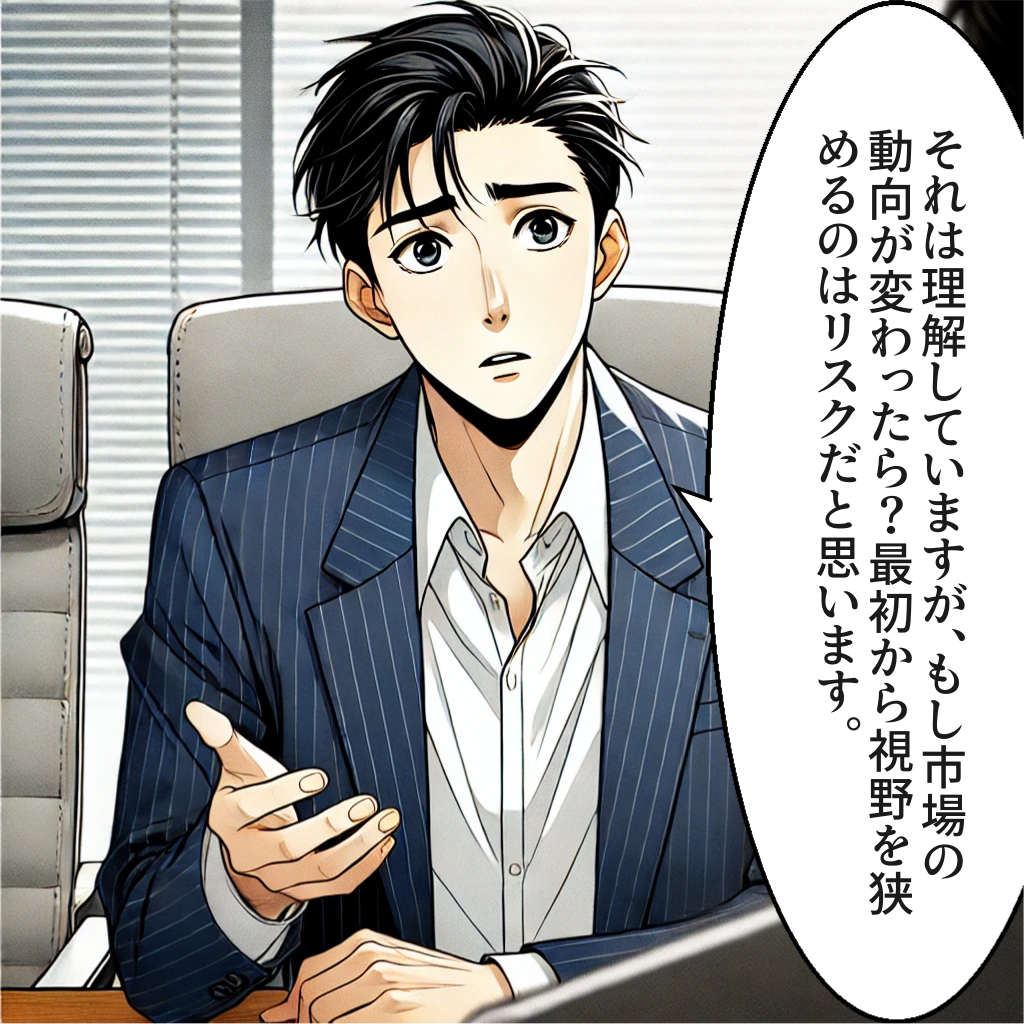 それは理解していますが、もし市場の
動向が変わったら？最初から視野を狭
めるのはリスクだと思います。